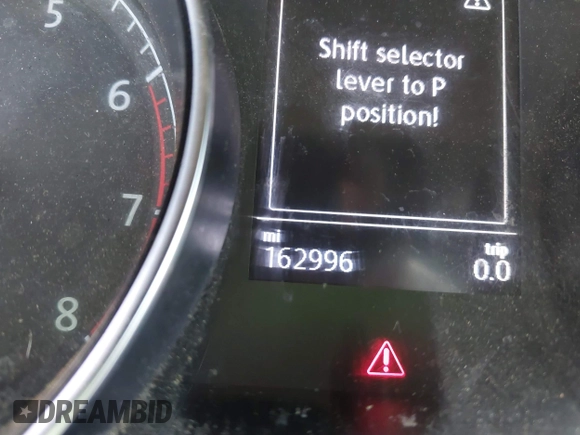 5
6
7
8
Shift selector
lever to P
position!
mi
trip
162996
0.0
DREAMBID